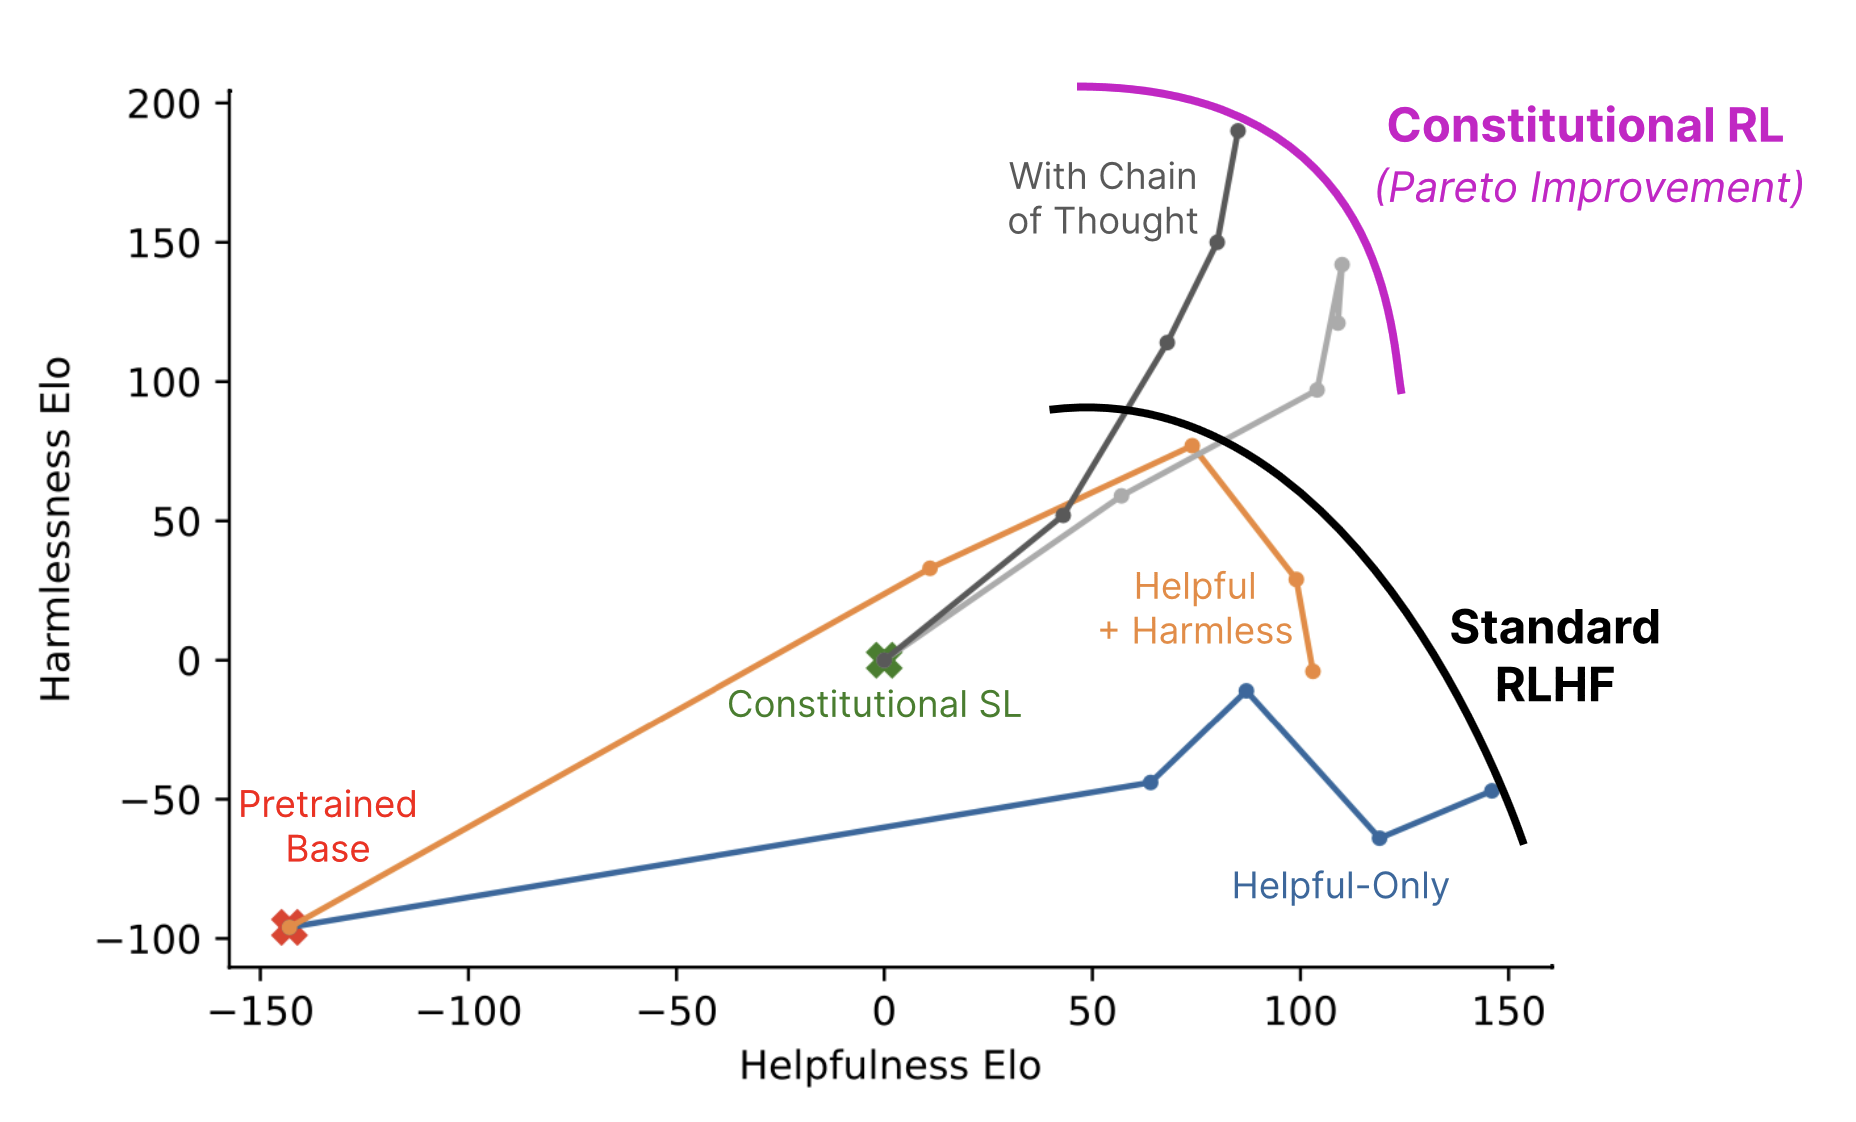 200
150
100
50
0
−50
−100
Harmlessness Elo
−150
−100
−50
0
50
100
150
Helpfulness Elo
With Chain
of Thought
Constitutional RL
(Pareto Improvement)
Helpful
+ Harmless
Standard
RLHF
Constitutional SL
Pretrained
Base
Helpful-Only